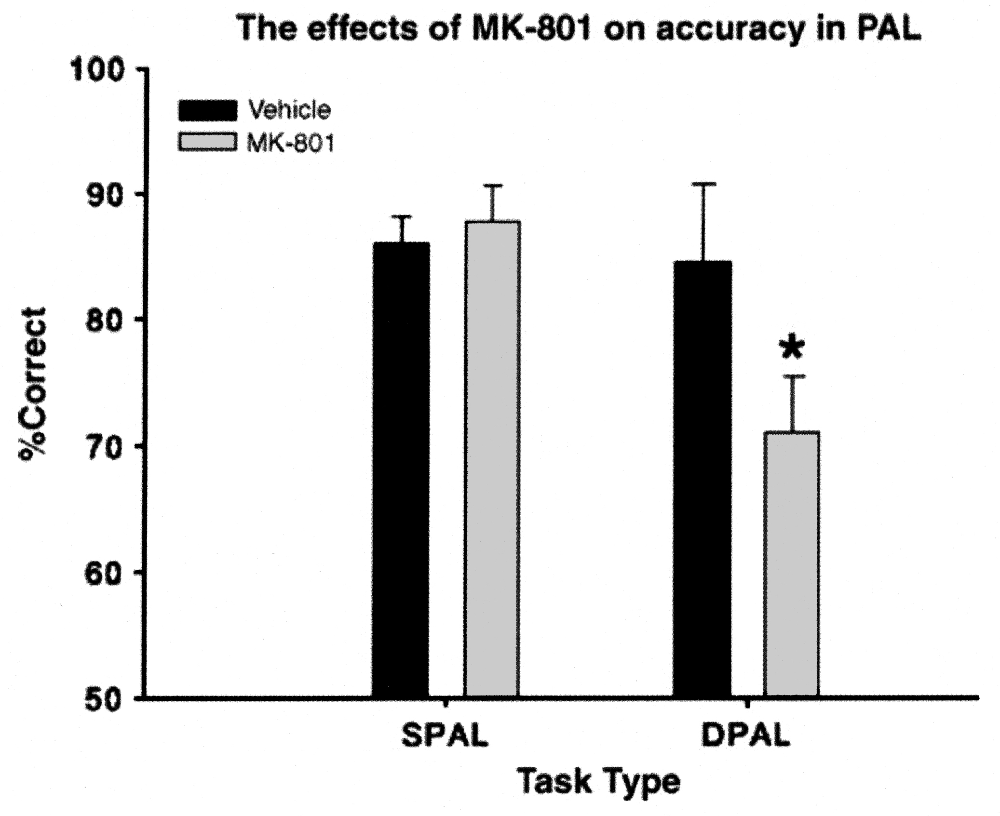 The effects of MK-801 on accuracy in PAL
100
Vehicle
MK-801
90
80
*
70
60
50
%Correct
SPAL DPAL
Task Type